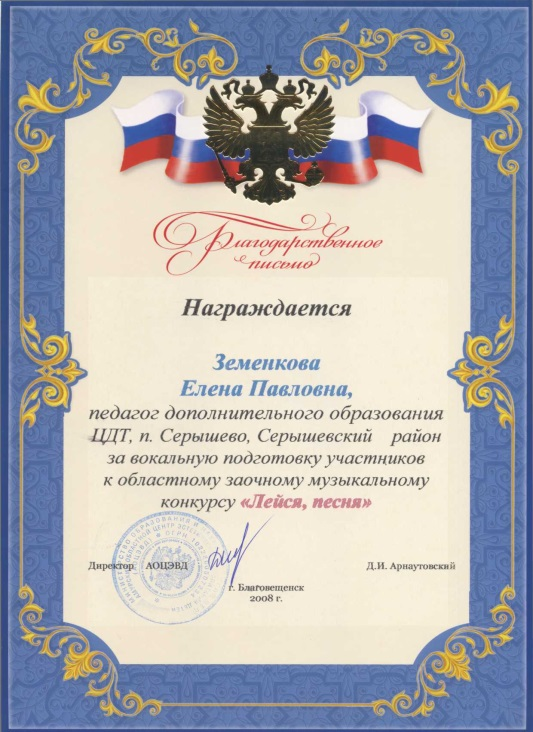 Благодарственное
письмо
Награждается
Земенкова
Елена Павловна,
педагог дополнительного образования
ЦДТ, п. Серышево, Серышевский район
за вокальную подготовку участников
к областному заочному музыкальному
конкурсу «Лейся, песня»
Директор АОЦЭВД Д.И. Арнаутовский
г. Благовещенск
2008 г.